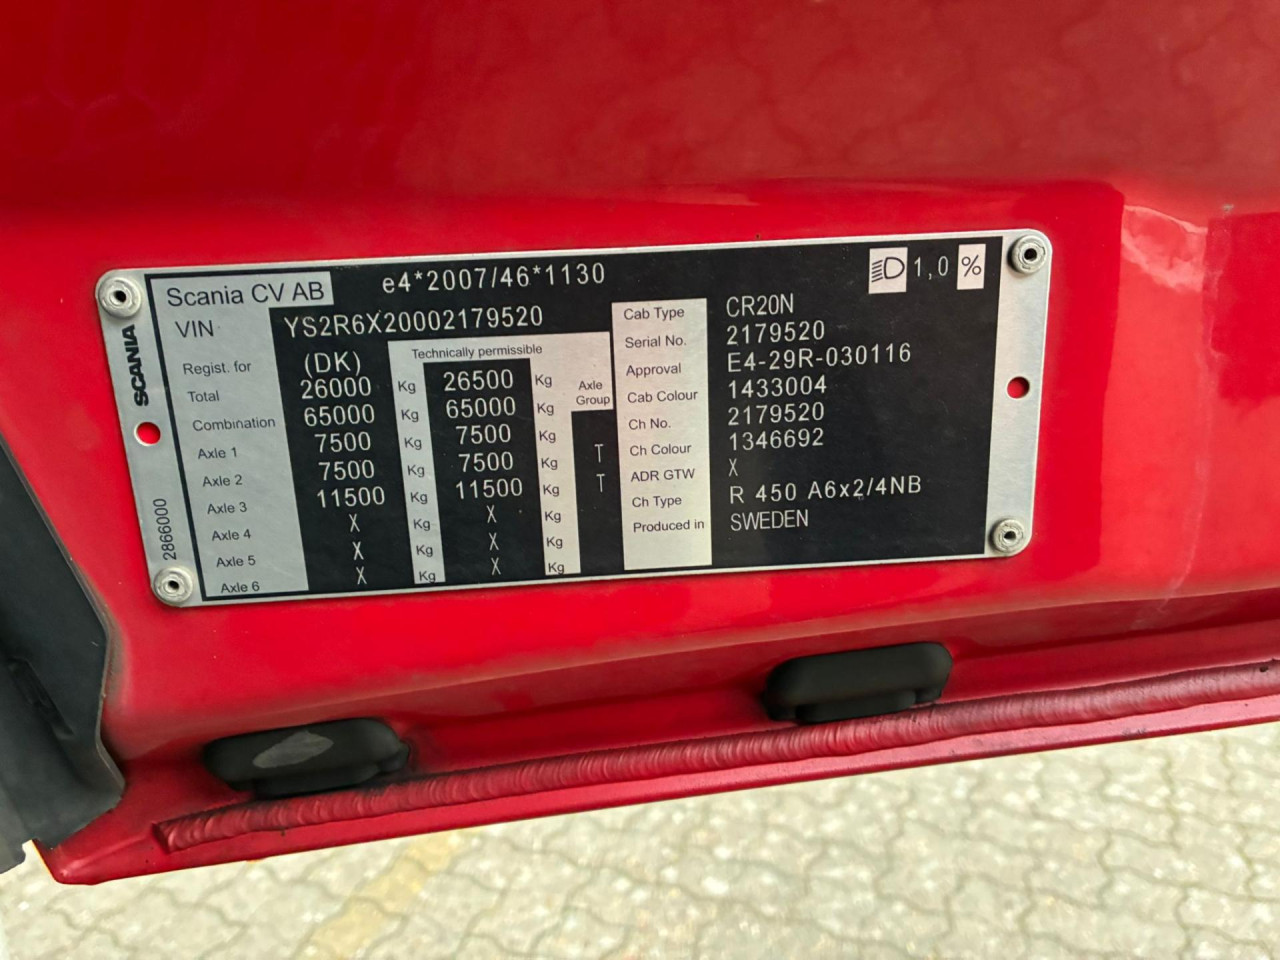 Scania CV AB e4*2007/46*1130 1,0 %
VIN YS2R6X20002179520
Regist. for (DK) Technically permissible
Total 26000 Kg 26500 Kg Axle Group
Combination 65000 Kg 65000 Kg
Axle 1 7500 Kg 7500 Kg
Axle 2 7500 Kg 7500 Kg T
Axle 3 11500 Kg 11500 Kg T
Axle 4 X Kg X Kg
Axle 5 X Kg X Kg
Axle 6 X Kg X Kg
Cab Type CR20N
Serial No. 2179520
Approval E4-29R-030116
Cab Colour 1433004
Ch No. 2179520
Ch Colour 1346692
ADR GTW X
Ch Type R 450 A6x2/4NB
Produced in SWEDEN
SCANIA
2866000